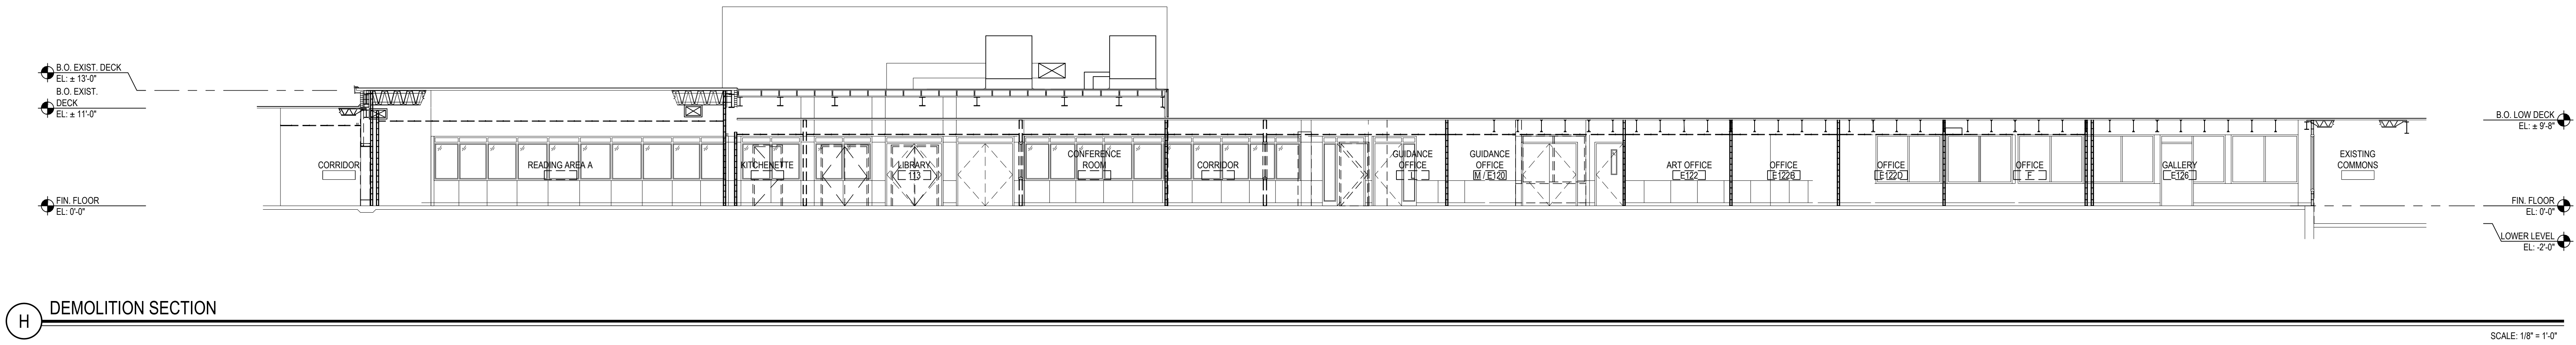 B.O. EXIST. DECK
EL: ± 13'-0"
B.O. EXIST.
DECK
EL: ± 11'-0"
FIN. FLOOR
EL: 0'-0"
CORRIDOR
READING AREA A
KITCHENETTE
LIBRARY
113
CONFERENCE
ROOM
CORRIDOR
GUIDANCE
OFFICE
GUIDANCE
OFFICE
M / E120
ART OFFICE
E122
OFFICE
E122B
OFFICE
E122D
OFFICE
F
GALLERY
E126
EXISTING
COMMONS
B.O. LOW DECK
EL: ± 9'-8"
FIN. FLOOR
EL: 0'-0"
LOWER LEVEL
EL: -2'-0"
H
DEMOLITION SECTION
SCALE: 1/8" = 1'-0"